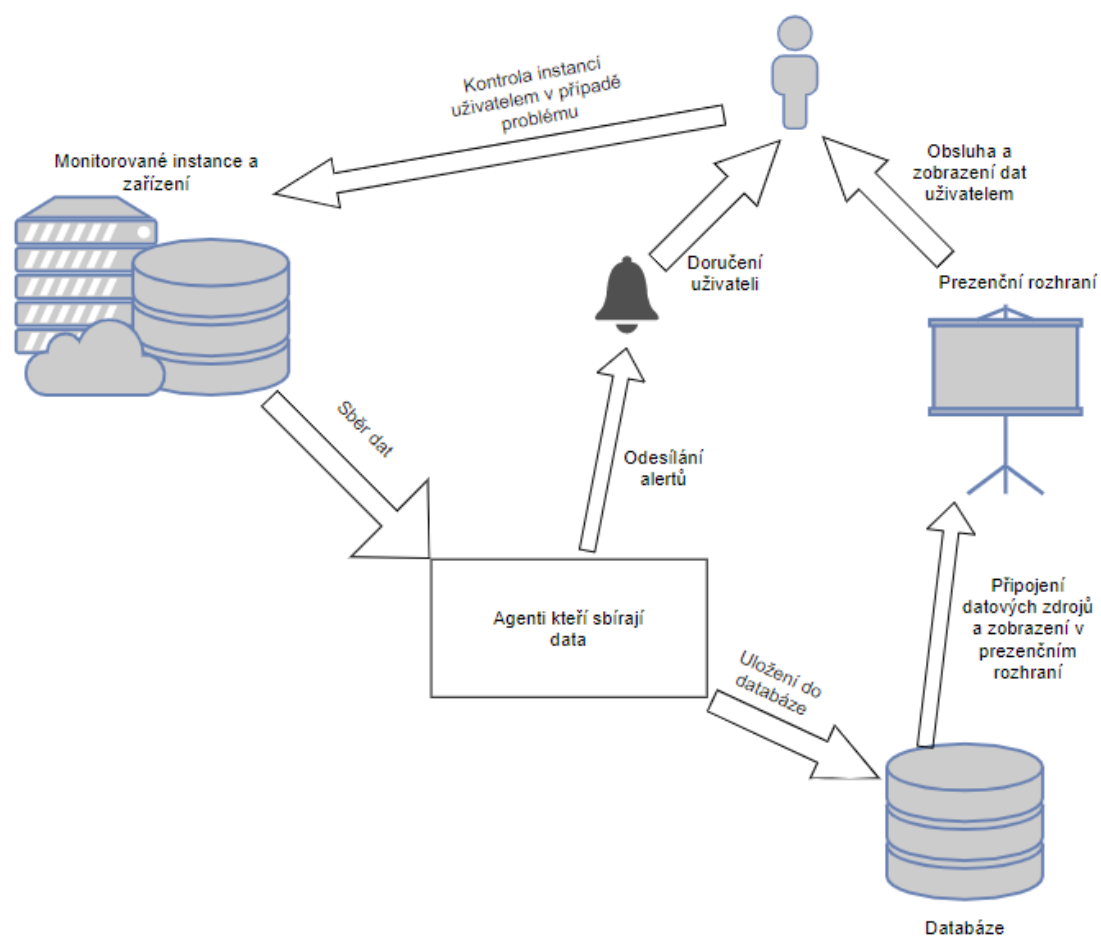 Kontrola instancí
uživatelem v případě
problému
Monitorované instance a
zařízení
Obsluha a
zobrazení dat
uživatelem
Doručení
uživateli
Prezenční rozhraní
Sběr dat
Odesílání
alertů
Agenti kteří sbírají
data
Připojení
datových zdrojů
a zobrazení v
prezenčním
rozhraní
Uložení do
databáze
Databáze